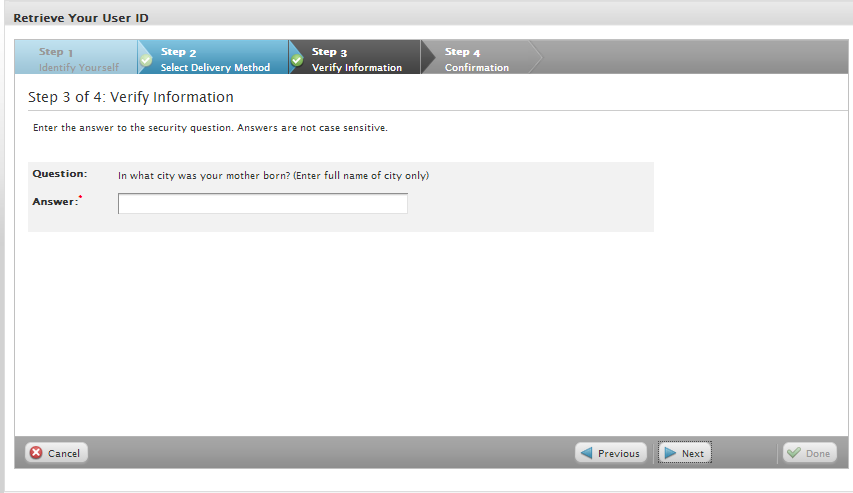 Retrieve Your User ID
Step 1
Identify Yourself
Step 2
Select Delivery Method
Step 3
Verify Information
Step 4
Confirmation
Step 3 of 4: Verify Information
Enter the answer to the security question. Answers are not case sensitive.
Question: In what city was your mother born? (Enter full name of city only)
Answer:*
Cancel Previous Next Done